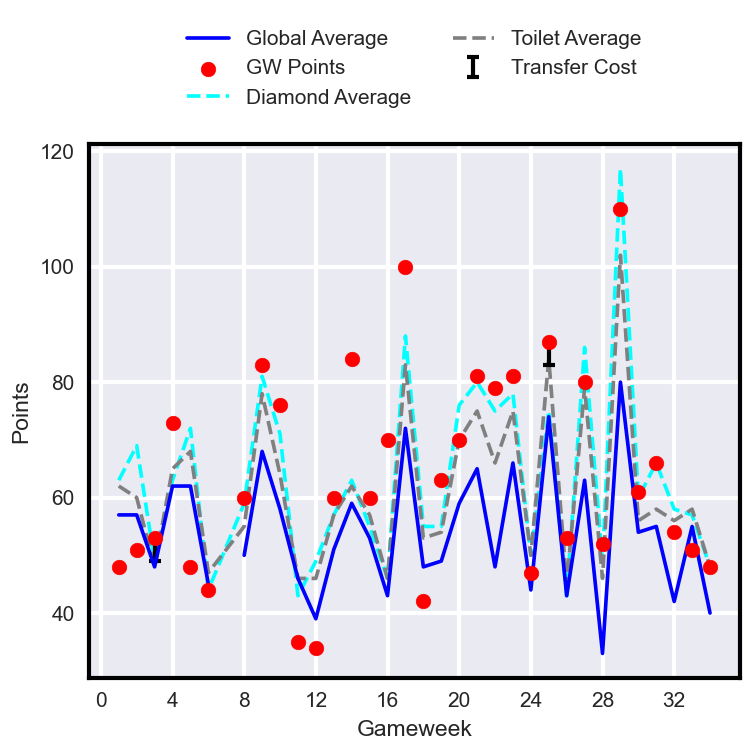 Global Average
GW Points
Diamond Average
Toilet Average
Transfer Cost
120
100
80
60
40
Points
0 4 8 12 16 20 24 28 32
Gameweek